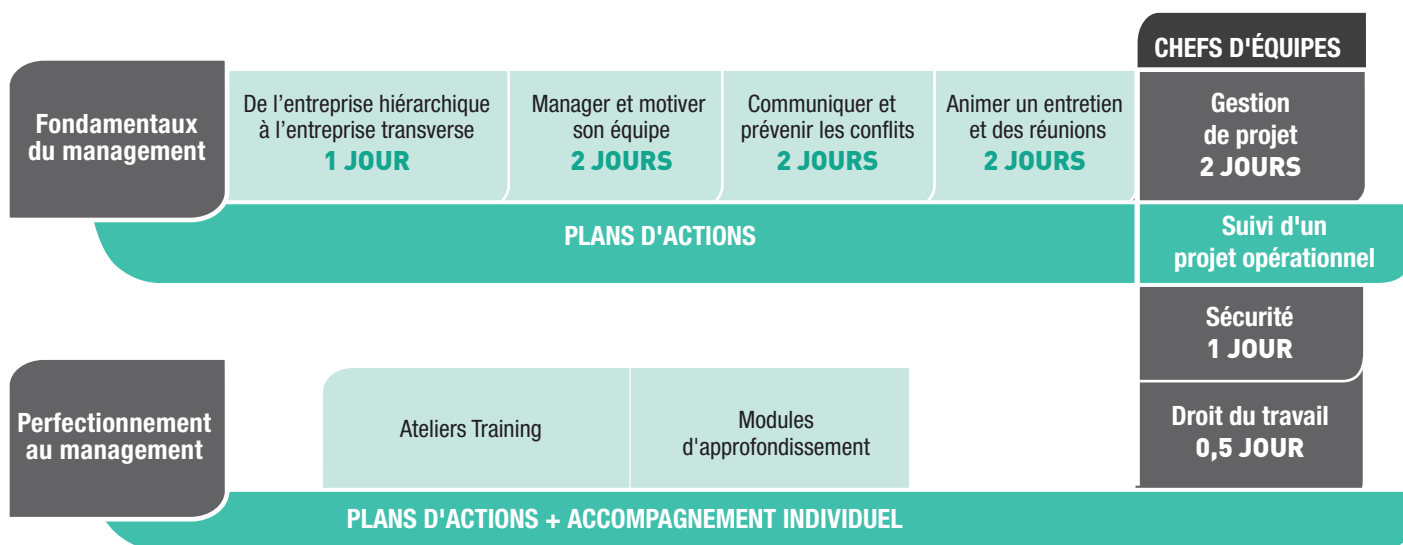 CHEFS D'ÉQUIPES
Fondamentaux
du management
De l’entreprise hiérarchique
à l’entreprise transverse
1 JOUR
Manager et motiver
son équipe
2 JOURS
Communiquer et
prévenir les conflits
2 JOURS
Animer un entretien
et des réunions
2 JOURS
Gestion
de projet
2 JOURS
PLANS D'ACTIONS
Suivi d'un
projet opérationnel
Sécurité
1 JOUR
Perfectionnement
au management
Ateliers Training
Modules
d'approfondissement
Droit du travail
0,5 JOUR
PLANS D'ACTIONS + ACCOMPAGNEMENT INDIVIDUEL